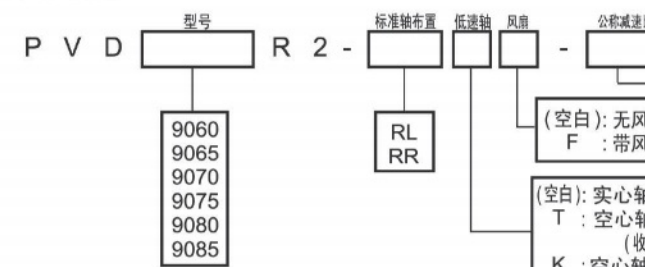 型号 标准轴布置 低速轴 风扇 公称减速
P V D R 2 - -
9060
9065
9070
9075
9080
9085
RL
RR
(空白): 无风
F : 带风
(空白): 实心轴
T : 空心轴
(收
K : 空心轴